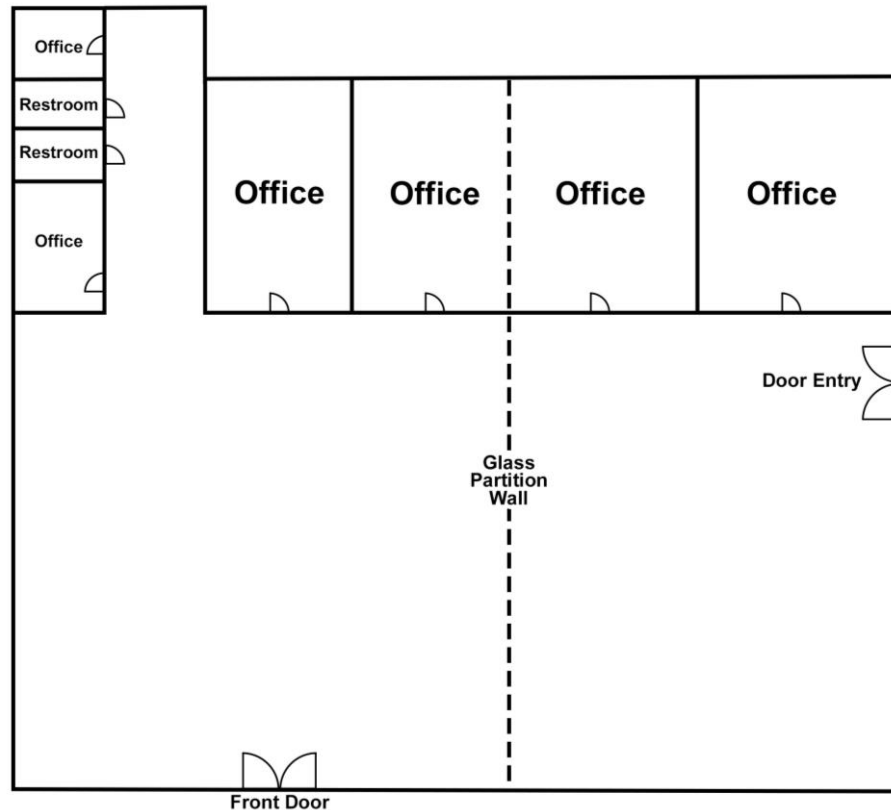 Office
Restroom
Restroom
Office
Office
Office
Office
Office
Door Entry
Glass
Partition
Wall
Front Door